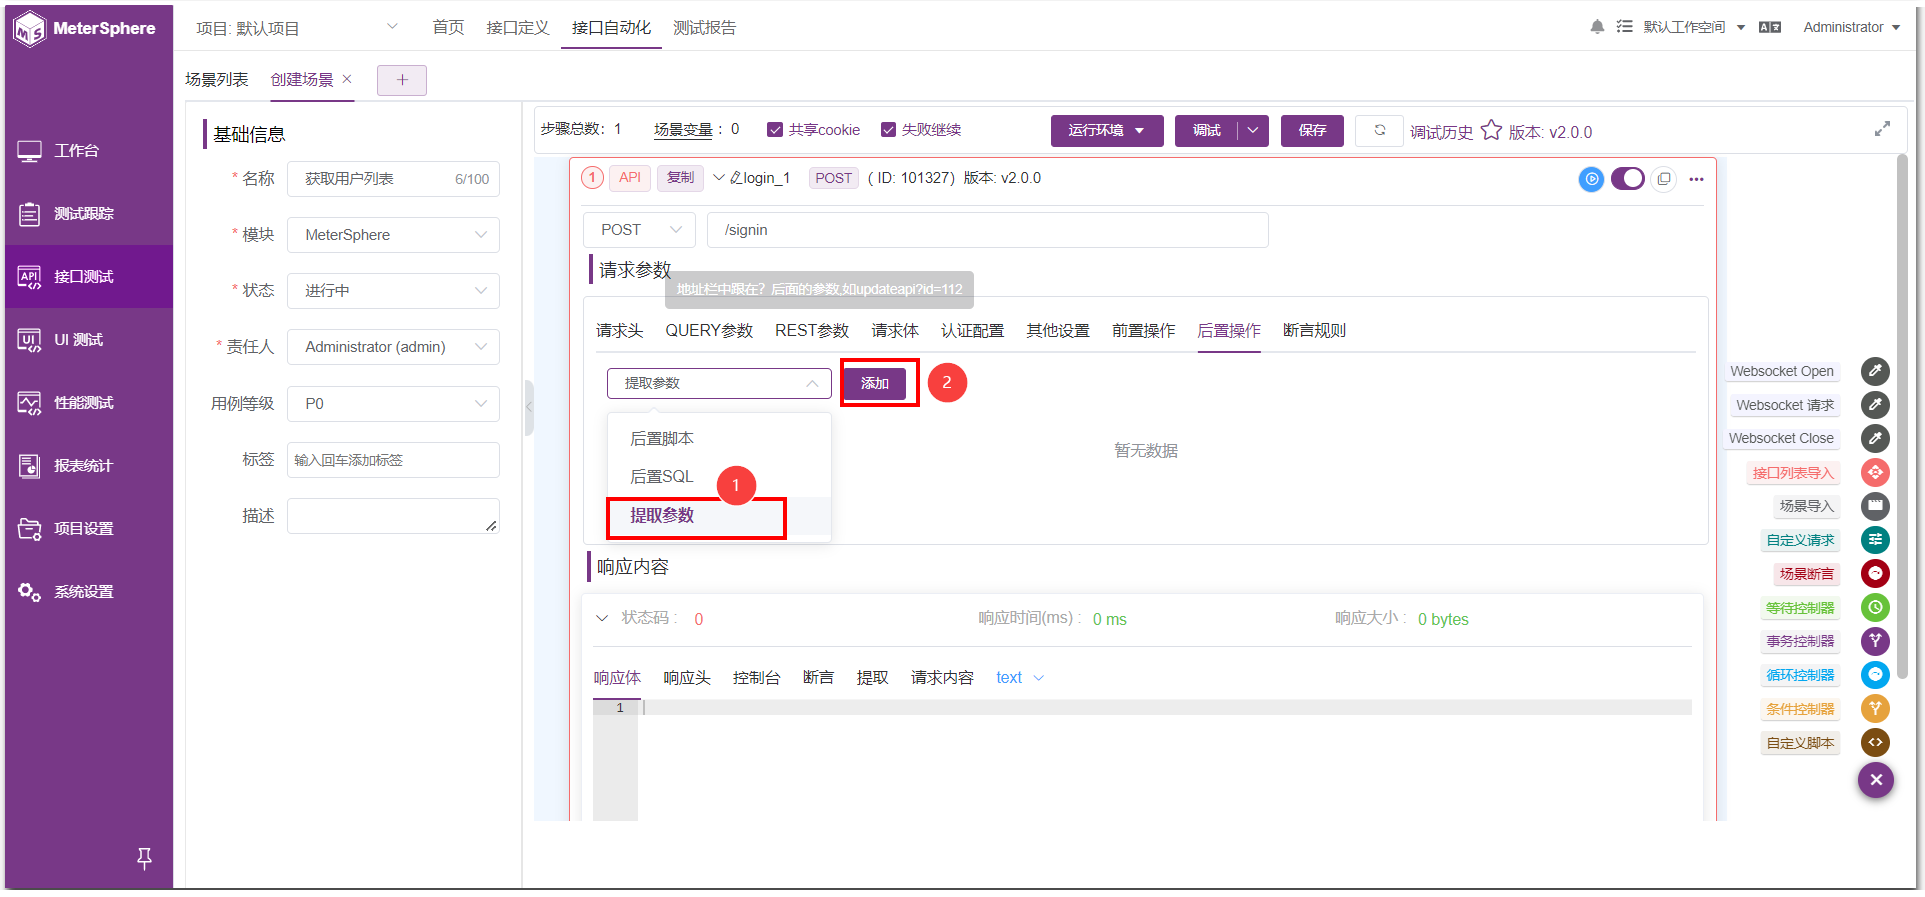 MeterSphere
项目: 默认项目
首页
接口定义
接口自动化
测试报告
默认工作空间
Administrator
场景列表
创建场景
工作台
测试跟踪
接口测试
UI 测试
性能测试
报表统计
项目设置
系统设置
基础信息
* 名称
获取用户列表
6/100
* 模块
MeterSphere
* 状态
进行中
* 责任人
Administrator (admin)
用例等级
P0
标签
输入回车添加标签
描述
步骤总数：1
场景变量：0
共享cookie
失败继续
运行环境
调试
保存
调试历史
版本: v2.0.0
1
API
复制
login_1
POST
( ID: 101327)
版本: v2.0.0
POST
/signin
请求参数
地址栏中跟在？后面的参数,如updateapi?id=112
请求头
QUERY参数
REST参数
请求体
认证配置
其他设置
前置操作
后置操作
断言规则
提取参数
添加
2
后置脚本
后置SQL
1
提取参数
暂无数据
响应内容
状态码 :
0
响应时间(ms) :
0 ms
响应大小 :
0 bytes
响应体
响应头
控制台
断言
提取
请求内容
text
1
Websocket Open
Websocket 请求
Websocket Close
接口列表导入
场景导入
自定义请求
场景断言
等待控制器
事务控制器
循环控制器
条件控制器
自定义脚本